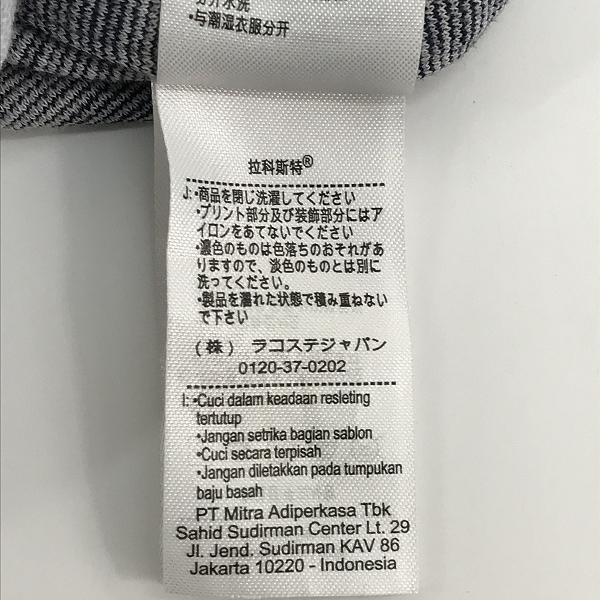 分开水洗
•与潮湿衣服分开
拉科斯特®
J: •商品を閉じ洗濯してください
•プリント部分及び装飾部分にはア
イロンをあてないでください
•濃色のものは色落ちのおそれがあ
りますので、淡色のものとは別に
洗ってください。
•製品を濡れた状態で積み重ねない
で下さい
(株) ラコステジャパン
0120-37-0202
I: •Cuci dalam keadaan resleting
tertutup
•Jangan setrika bagian sablon
•Cuci secara terpisah
•Jangan diletakkan pada tumpukan
baju basah
PT Mitra Adiperkasa Tbk
Sahid Sudirman Center Lt. 29
Jl. Jend. Sudirman KAV 86
Jakarta 10220 - Indonesia